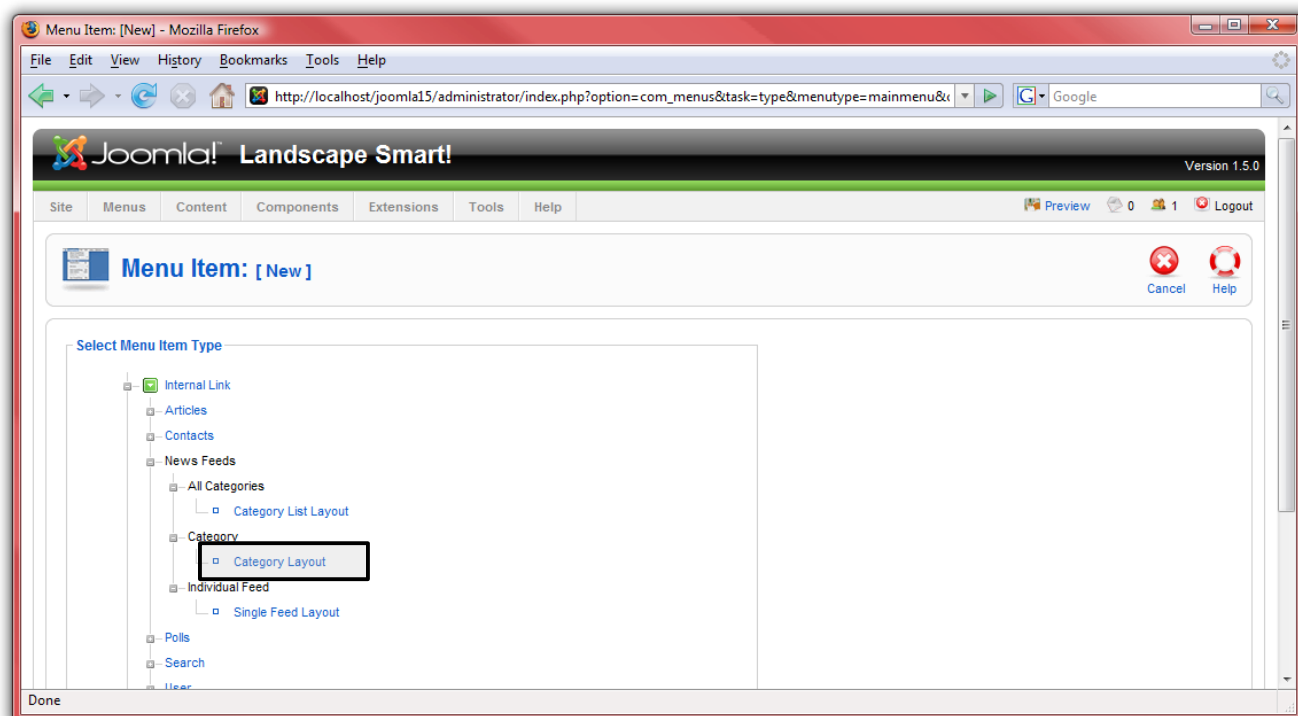 Menu Item: [New] - Mozilla Firefox
File Edit View History Bookmarks Tools Help
http://localhost/joomla15/administrator/index.php?option=com_menus&task=type&menutype=mainmenu&
G Google
Joomla! Landscape Smart!
Version 1.5.0
Site Menus Content Components Extensions Tools Help Preview 0 1 Logout
Menu Item: [ New ]
Cancel Help
Select Menu Item Type
Internal Link
Articles
Contacts
News Feeds
All Categories
Category List Layout
Category
Category Layout
Individual Feed
Single Feed Layout
Polls
Search
User
Done